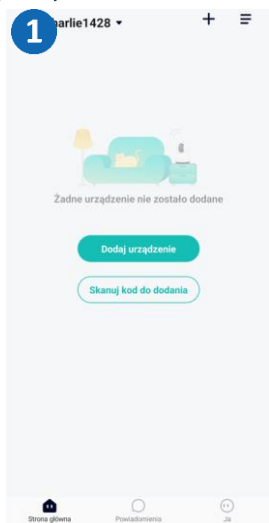 1
arlie1428
Żadne urządzenie nie zostało dodane
Dodaj urządzenie
Skanuj kod do dodania
Strona główna
Powiadomienia
Ja